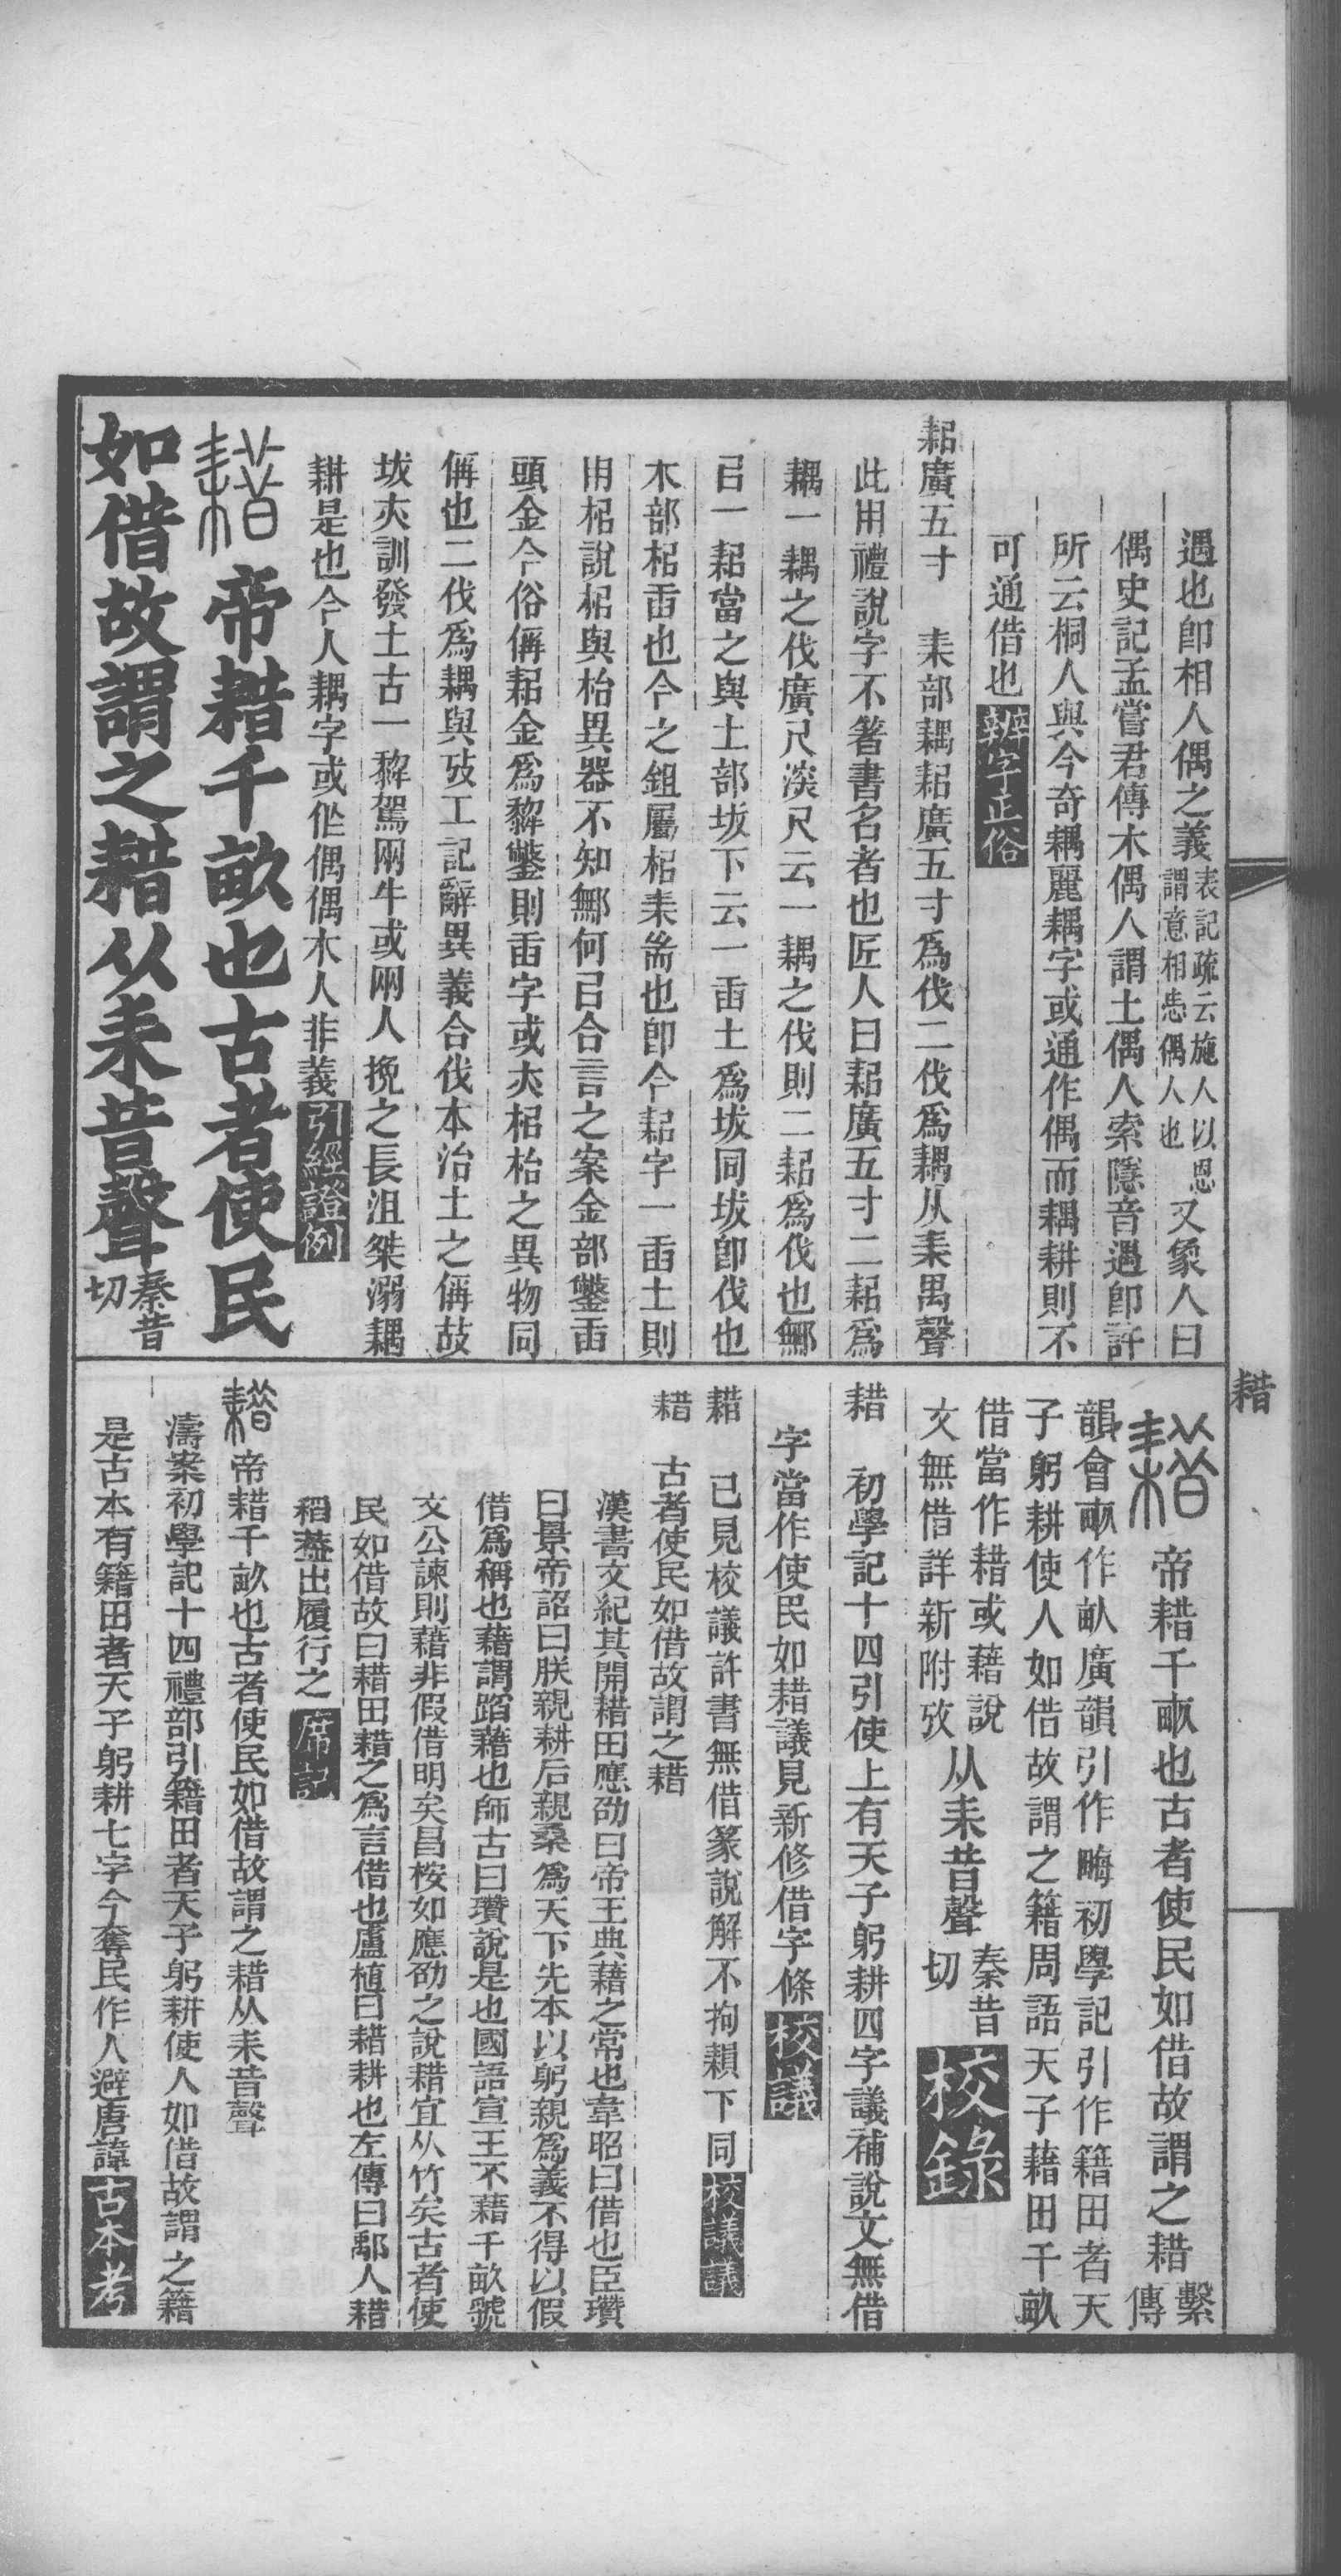 遇也卽相人偶之義表記疏云施人以恩謂意相悉偶人也又象人曰
偶史記孟嘗君傳木偶人謂土偶人索隱音遇卽許
所云桐人與今奇耦麗耦字或通作偶而耦耕則不
可通借也辨字正俗
耜廣五寸　耒部耦耜廣五寸爲伐二伐爲耦从耒禺聲
此用禮說字不箸書名者也匠人曰耜廣五寸二耜爲
耦一耦之伐廣尺深尺云一耦之伐則二耜爲伐也鄦
㠯一耜當之與土部坺下云一臿土爲坺同坺卽伐也
木部枱臿也今之鉏屬枱耒耑也卽今耜字一臿土則
用梠說梠與枱異器不知鄦何㠯合言之案金部鑿臿
頭金今俗偁耜金爲犂鑿則臿字或夾梠枱之異物同
偁也二伐爲耦與攷工記辭異義合伐本治土之偁故
坺夾訓發土古一犂駕兩牛或兩人挽之長沮桀溺耦
耕是也今人耦字或作偶偶木人非義引經證例
耤　帝耤千畝也古者使民
如借故謂之耤从耒昔聲秦昔切
耤
耤　帝耤千畝也古者使民如借故謂之耤繫傳
韻會畝作畒廣韻引作畮初學記引作籍田者天
子躬耕使人如借故謂之籍周語天子藉田千畝
借當作耤或藉說
文無借詳新附攷从耒昔聲秦昔切校錄
耤　初學記十四引使上有天子躬耕四字議補說文無借
字當作使民如耤議見新修借字條校議
耤　已見校議許書無借篆說解不拘賴下同校議議
耤　古者使民如借故謂之耤
漢書文紀其開耤田應劭曰帝王典藉之常也韋昭曰借也臣瓚
曰景帝詔曰朕親耕后親桑爲天下先本以躬親爲義不得以假
借爲稱也藉謂蹈藉也師古曰瓚說是也國語宣王不藉千畝虢
文公諫則藉非假借明矣昌桉如應劭之說耤宜从竹矣古者使
民如借故曰耤田耤之爲言借也盧植曰耤耕也左傳曰鄅人耤
稻葢出履行之席記
耤　帝耤千畝也古者使民如借故謂之耤从耒昔聲
濤案初學記十四禮部引籍田者天子躬耕使人如借故謂之籍
是古本有籍田者天子躬耕七字今奪民作人避唐諱古本考